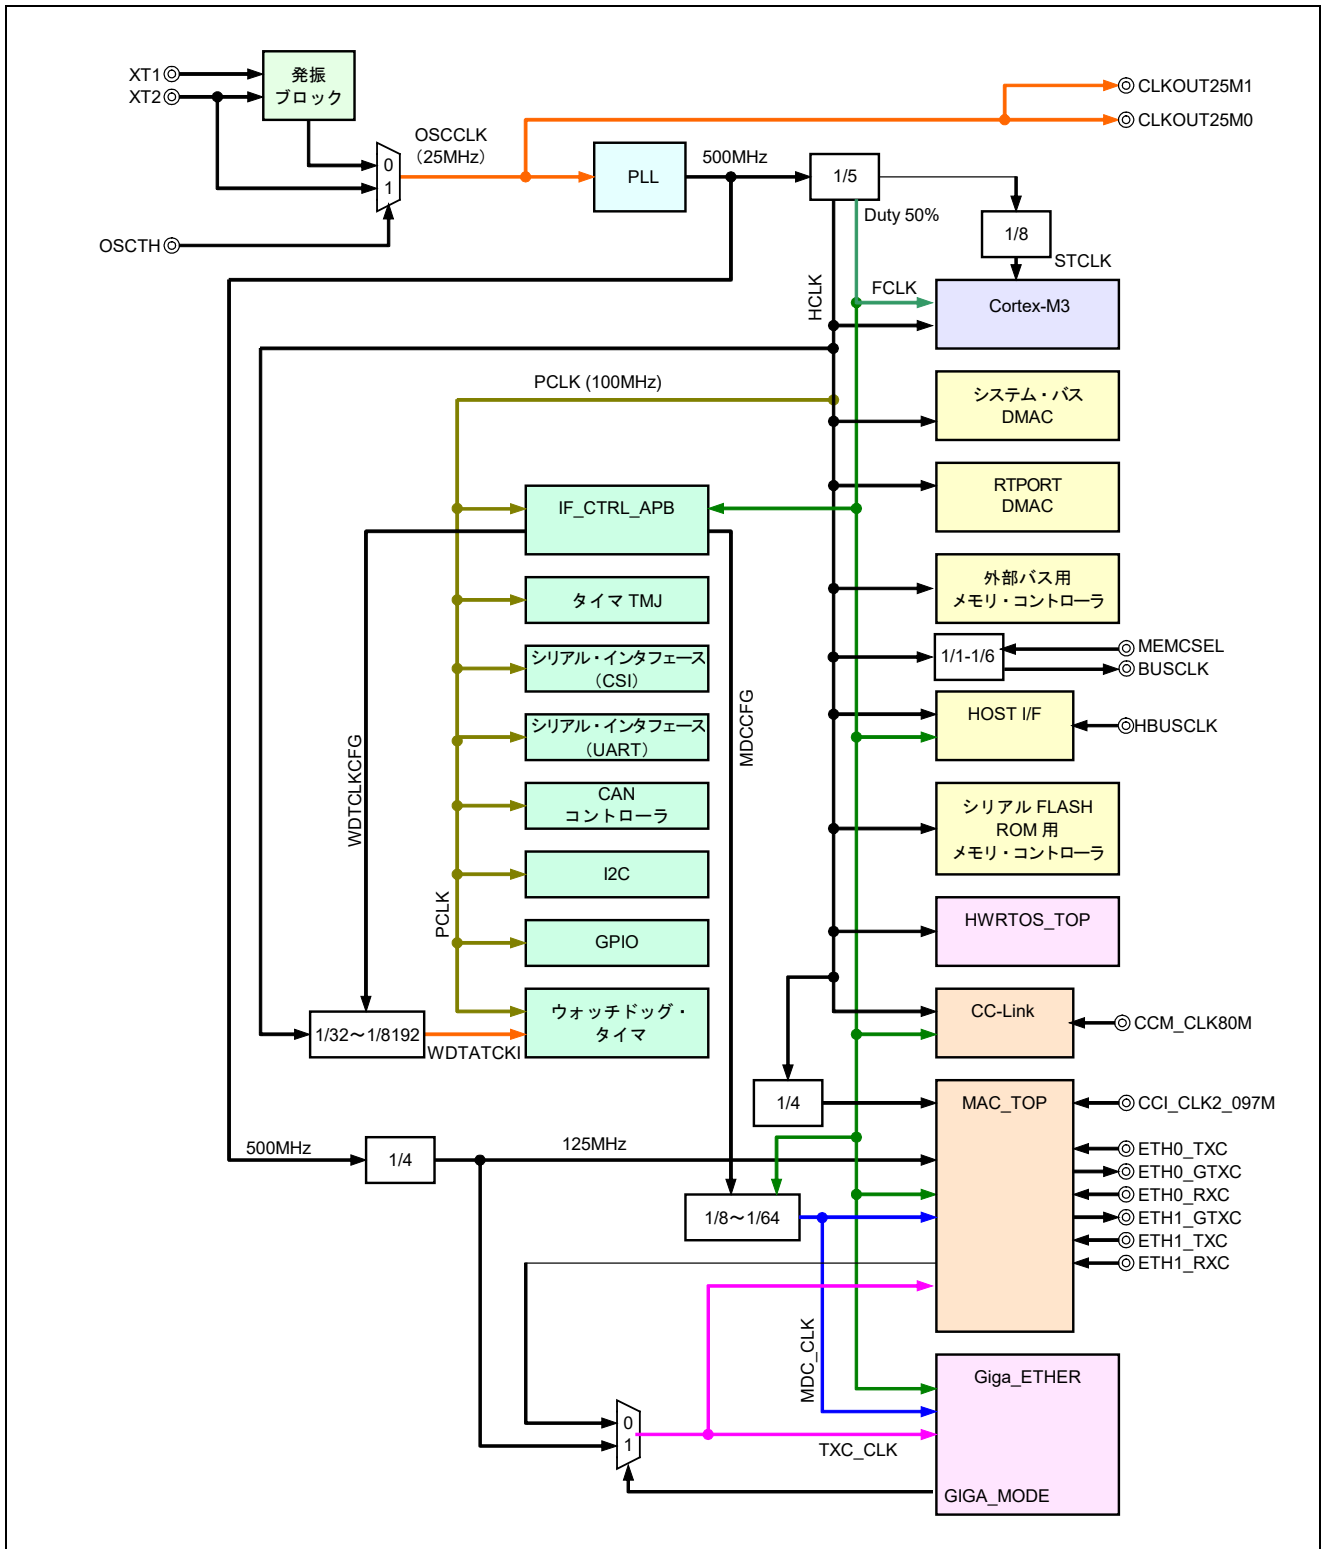 XT1
XT2
発振
ブロック
CLKOUT25M1
CLKOUT25M0
OSCCLK
（25MHz）
0
1
PLL
500MHz
1/5
Duty 50%
1/8
STCLK
OSCTH
HCLK
FCLK
Cortex-M3
PCLK (100MHz)
システム・バス
DMAC
RTPORT
DMAC
IF_CTRL_APB
外部バス用
メモリ・コントローラ
タイマ TMJ
1/1-1/6
MEMCSEL
BUSCLK
シリアル・インタフェース
（CSI）
HOST I/F
HBUSCLK
シリアル・インタフェース
（UART）
WDTCLKCFG
MDCCFG
CAN
コントローラ
シリアル FLASH
ROM 用
メモリ・コントローラ
I2C
PCLK
GPIO
HWRTOS_TOP
ウォッチドッグ・
タイマ
1/32～1/8192
WDTATCKI
CC-Link
CCM_CLK80M
1/4
MAC_TOP
CCI_CLK2_097M
500MHz
1/4
125MHz
ETH0_TXC
ETH0_GTXC
ETH0_RXC
ETH1_GTXC
ETH1_TXC
ETH1_RXC
1/8～1/64
MDC_CLK
Giga_ETHER
0
1
TXC_CLK
GIGA_MODE